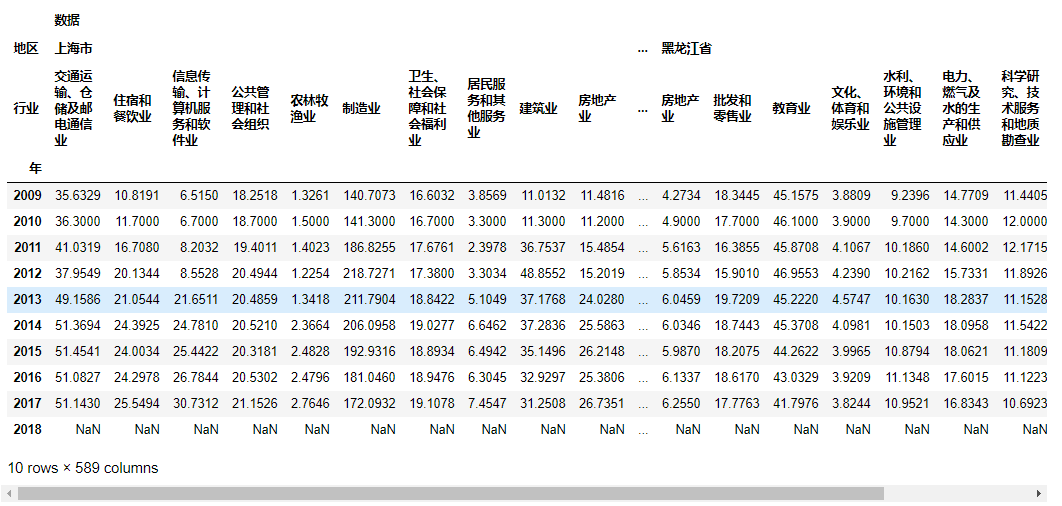 数据
地区 上海市 ... 黑龙江省
行业 交通运输、仓储及邮电通信业 住宿和餐饮业 信息传输、计算机服务和软件业 公共管理和社会组织 农林牧渔业 制造业 卫生、社会保障和社会福利业 居民服务和其他服务业 建筑业 房地产业 ... 房地产业 批发和零售业 教育业 文化、体育和娱乐业 水利、环境和公共设施管理业 电力、燃气及水的生产和供应业 科学研究、技术服务和地质勘查业
年
2009 35.6329 10.8191 6.5150 18.2518 1.3261 140.7073 16.6032 3.8569 11.0132 11.4816 ... 4.2734 18.3445 45.1575 3.8809 9.2396 14.7709 11.4405
2010 36.3000 11.7000 6.7000 18.7000 1.5000 141.3000 16.7000 3.3000 11.3000 11.2000 ... 4.9000 17.7000 46.1000 3.9000 9.7000 14.3000 12.0000
2011 41.0319 16.7080 8.2032 19.4011 1.4023 186.8255 17.6761 2.3978 36.7537 15.4854 ... 5.6163 16.3855 45.8708 4.1067 10.1860 14.6002 12.1715
2012 37.9549 20.1344 8.5528 20.4944 1.2254 218.7271 17.3800 3.3034 48.8552 15.2019 ... 5.8534 15.9010 46.9553 4.2390 10.2162 15.7331 11.8926
2013 49.1586 21.0544 21.6511 20.4859 1.3418 211.7904 18.8422 5.1049 37.1768 24.0280 ... 6.0459 19.7209 45.2220 4.5747 10.1630 18.2837 11.1528
2014 51.3694 24.3925 24.7810 20.5210 2.3664 206.0958 19.0277 6.6462 37.2836 25.5863 ... 6.0346 18.7443 45.3708 4.0981 10.1503 18.0958 11.5422
2015 51.4541 24.0034 25.4422 20.3181 2.4828 192.9316 18.8934 6.4942 35.1496 26.2148 ... 5.9870 18.2075 44.2622 3.9965 10.8794 18.0621 11.1809
2016 51.0827 24.2978 26.7844 20.5302 2.4796 181.0460 18.9476 6.3045 32.9297 25.3806 ... 6.1337 18.6170 43.0329 3.9209 11.1348 17.6015 11.1223
2017 51.1430 25.5494 30.7312 21.1526 2.7646 172.0932 19.1078 7.4547 31.2508 26.7351 ... 6.2550 17.7763 41.7976 3.8244 10.9521 16.8343 10.6923
2018 NaN NaN NaN NaN NaN NaN NaN NaN NaN NaN ... NaN NaN NaN NaN NaN NaN NaN
10 rows × 589 columns